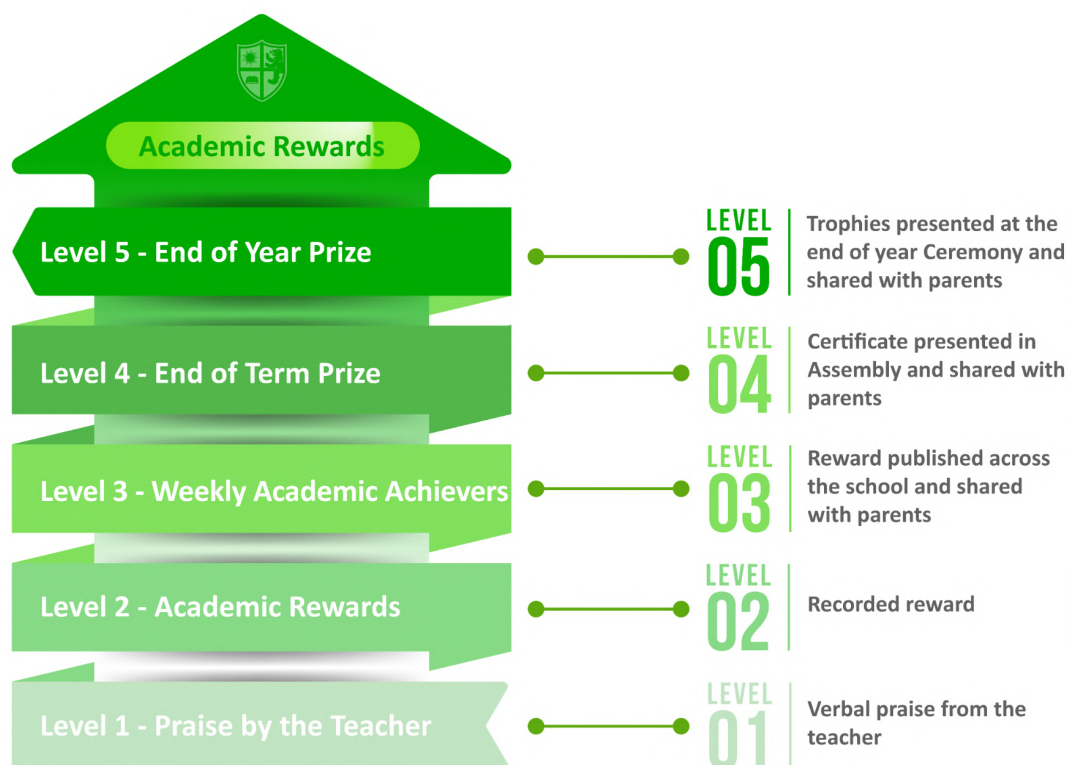 Academic Rewards
Level 5 - End of Year Prize
LEVEL
05
Trophies presented at the
end of year Ceremony and
shared with parents
Level 4 - End of Term Prize
LEVEL
04
Certificate presented in
Assembly and shared with
parents
Level 3 - Weekly Academic Achievers
LEVEL
03
Reward published across
the school and shared
with parents
Level 2 - Academic Rewards
LEVEL
02
Recorded reward
Level 1 - Praise by the Teacher
LEVEL
01
Verbal praise from the
teacher